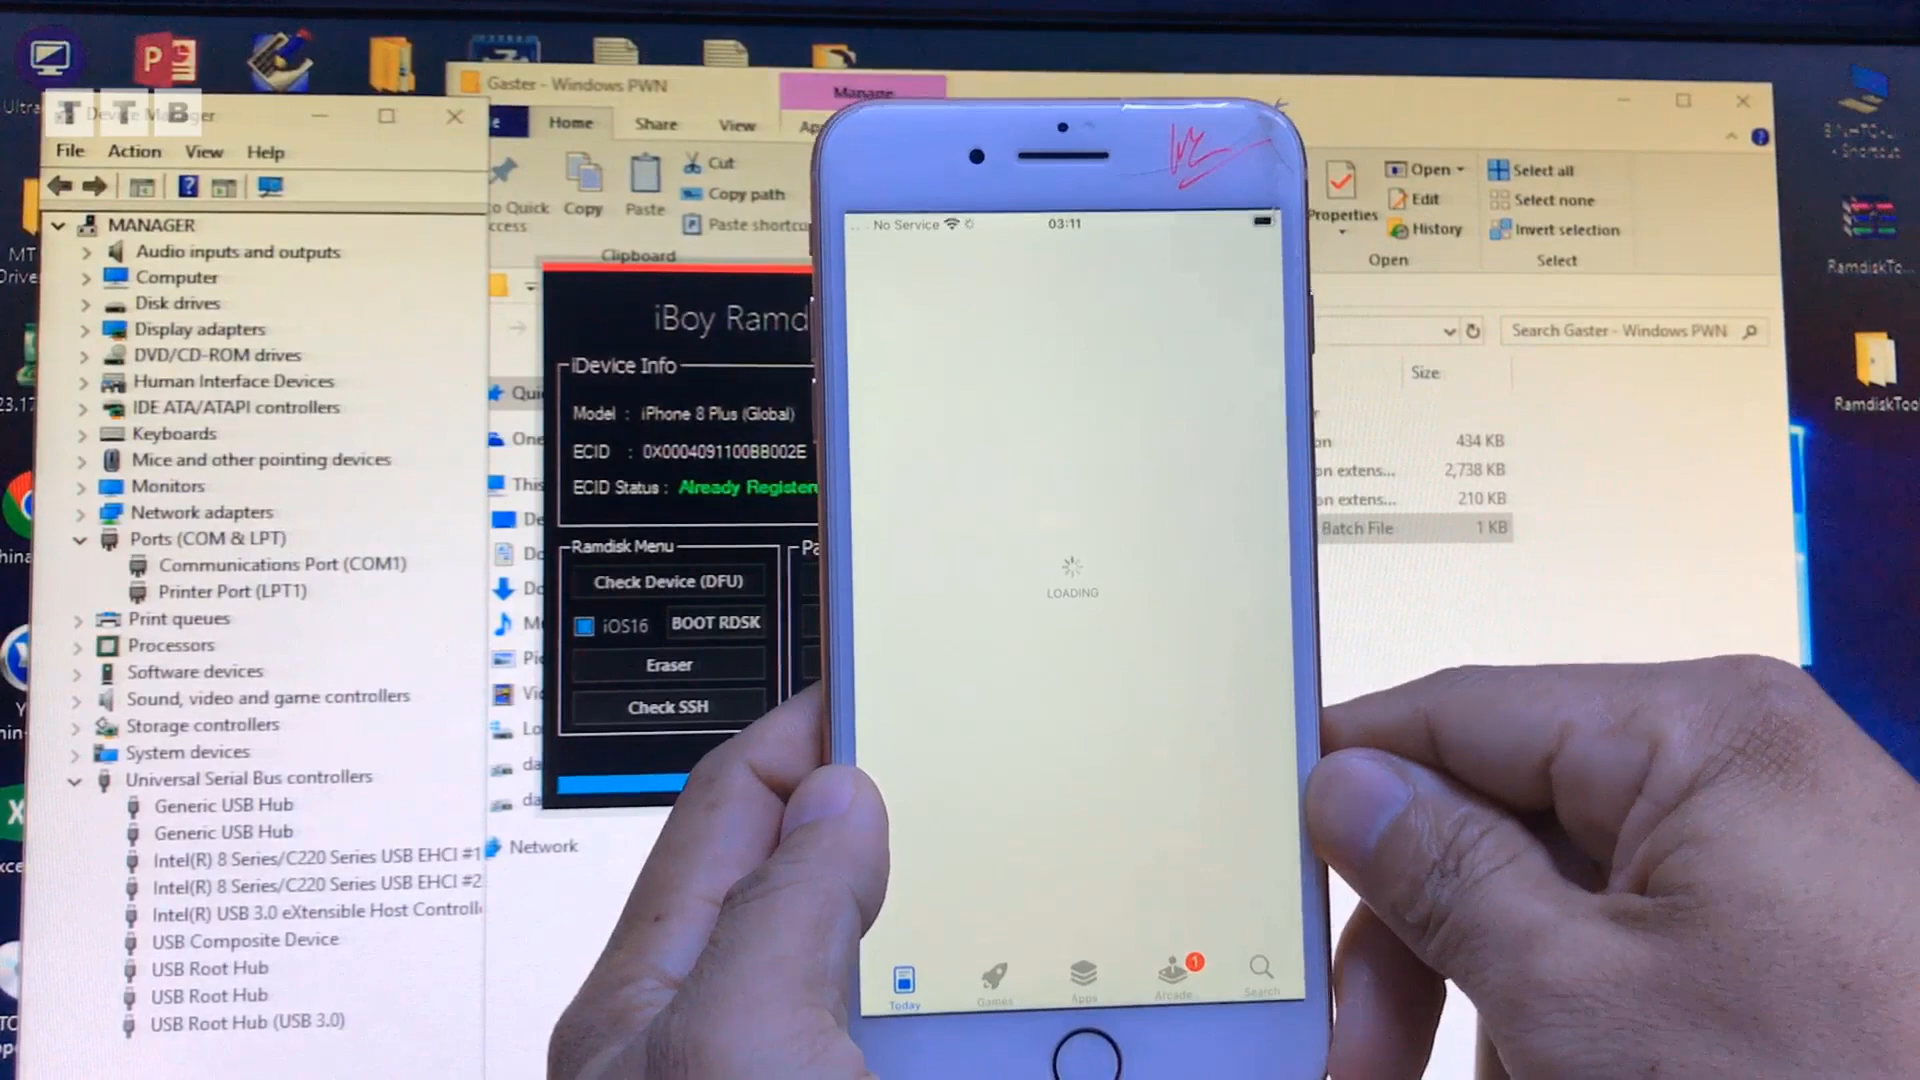 TTB
Device Manager
File Action View Help
MANAGER
Audio inputs and outputs
Computer
Disk drives
Display adapters
DVD/CD-ROM drives
Human Interface Devices
IDE ATA/ATAPI controllers
Keyboards
Mice and other pointing devices
Monitors
Network adapters
Ports (COM & LPT)
Communications Port (COM1)
Printer Port (LPT1)
Print queues
Processors
Software devices
Sound, video and game controllers
Storage controllers
System devices
Universal Serial Bus controllers
Generic USB Hub
Generic USB Hub
Intel(R) 8 Series/C220 Series USB EHCI #1
Intel(R) 8 Series/C220 Series USB EHCI #2
Intel(R) USB 3.0 eXtensible Host Controll
USB Composite Device
USB Root Hub
USB Root Hub
USB Root Hub (USB 3.0)
Gaster - Windows PWN
Manage
Home Share View
Cut
Copy path
Copy Paste
Clipboard
Properties
Open
Edit
History
Open
Select all
Select none
Invert selection
Select
Search Gaster - Windows PWN
Size
434 KB
2,738 KB
210 KB
Batch File 1 KB
Network
iBoy Ramd
iDevice Info
Model : iPhone 8 Plus (Global)
ECID : 0X0004091100BB002E
ECID Status : Already Register
Ramdisk Menu
Check Device (DFU)
iOS16 BOOT RDSK
Eraser
Check SSH
No Service 03:11
LOADING
Today Games Apps Arcade 1 Search
RamdiskTo...
RamdiskTool